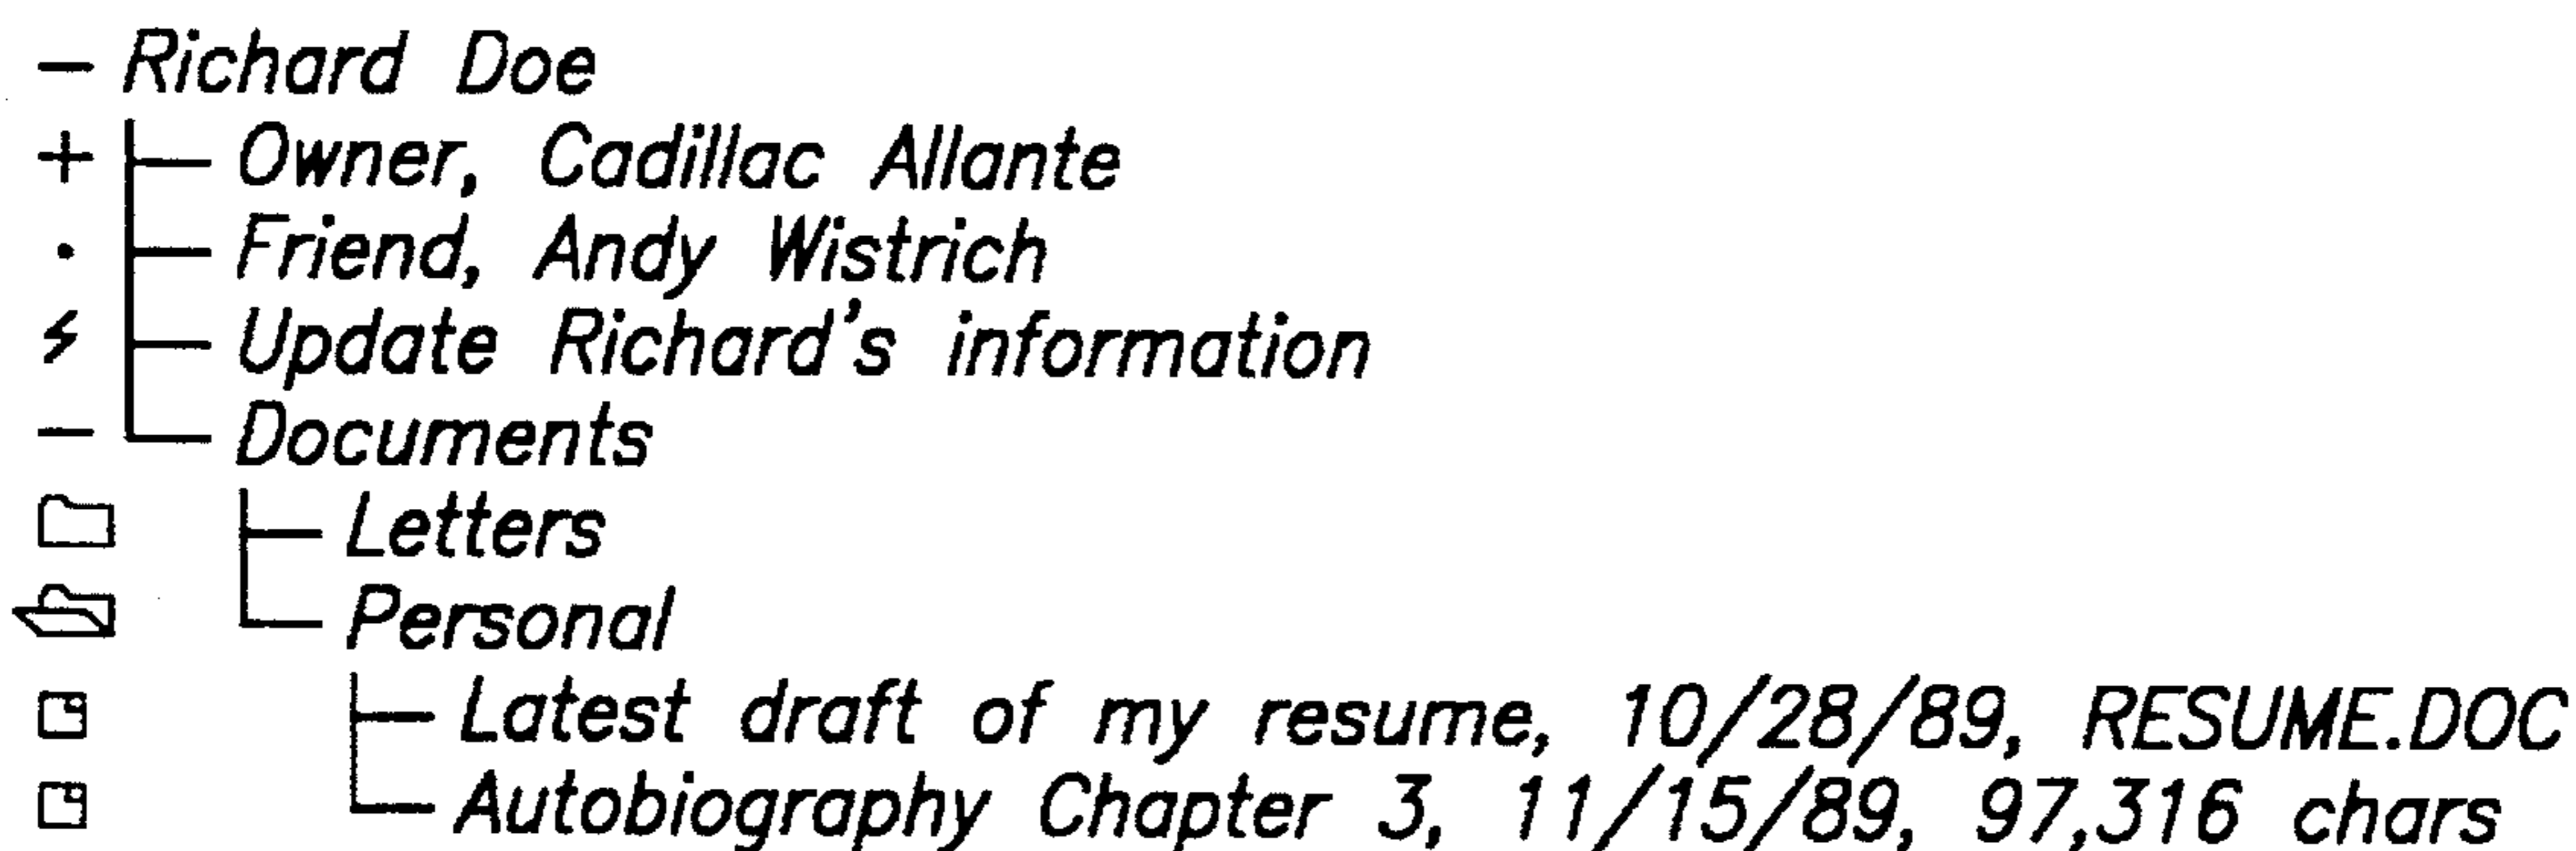 – Richard Doe
+ Owner, Cadillac Allante
· Friend, Andy Wistrich
Update Richard's information
– Documents
Letters
Personal
Latest draft of my resume, 10/28/89, RESUME.DOC
Autobiography Chapter 3, 11/15/89, 97,316 chars